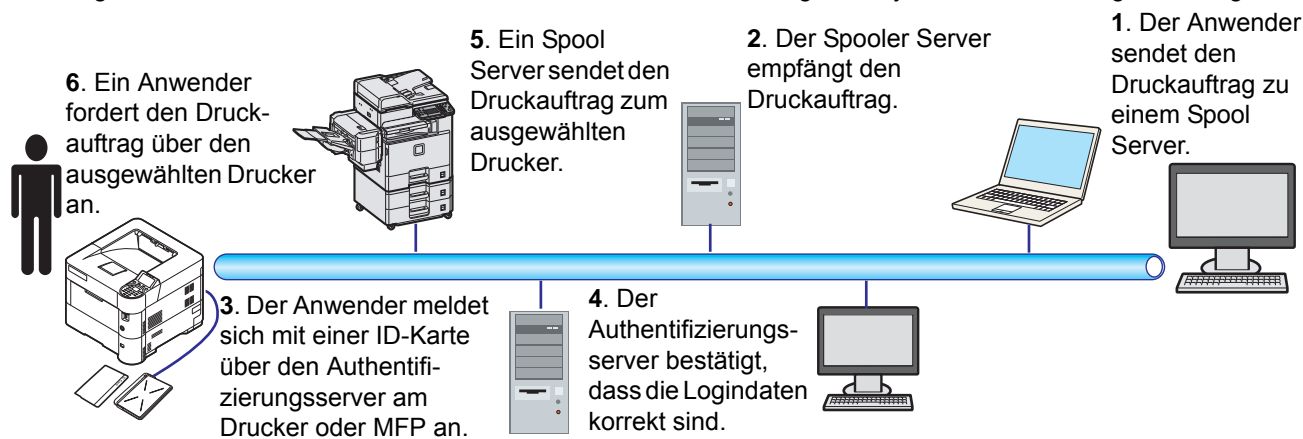 1. Der Anwender
sendet den
Druckauftrag zu
einem Spool
Server.
2. Der Spooler Server
empfängt den
Druckauftrag.
5. Ein Spool
Server sendet den
Druckauftrag zum
ausgewählten
Drucker.
6. Ein Anwender
fordert den Druck-
auftrag über den
ausgewählten Drucker
an.
3. Der Anwender meldet
sich mit einer ID-Karte
über den Authentifi-
zierungsserver am
Drucker oder MFP an.
4. Der
Authentifizierungs-
server bestätigt,
dass die Logindaten
korrekt sind.